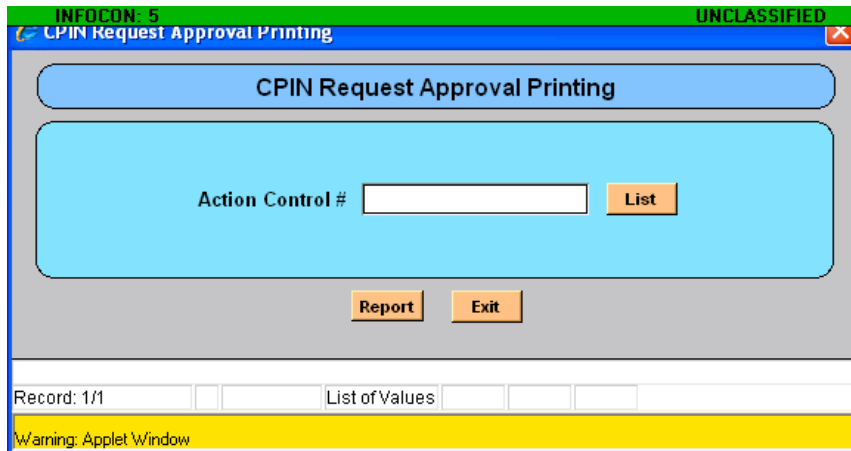 INFOCON: 5 UNCLASSIFIED
CPIN Request Approval Printing
CPIN Request Approval Printing
Action Control # List
Report Exit
Record: 1/1 List of Values
Warning: Applet Window